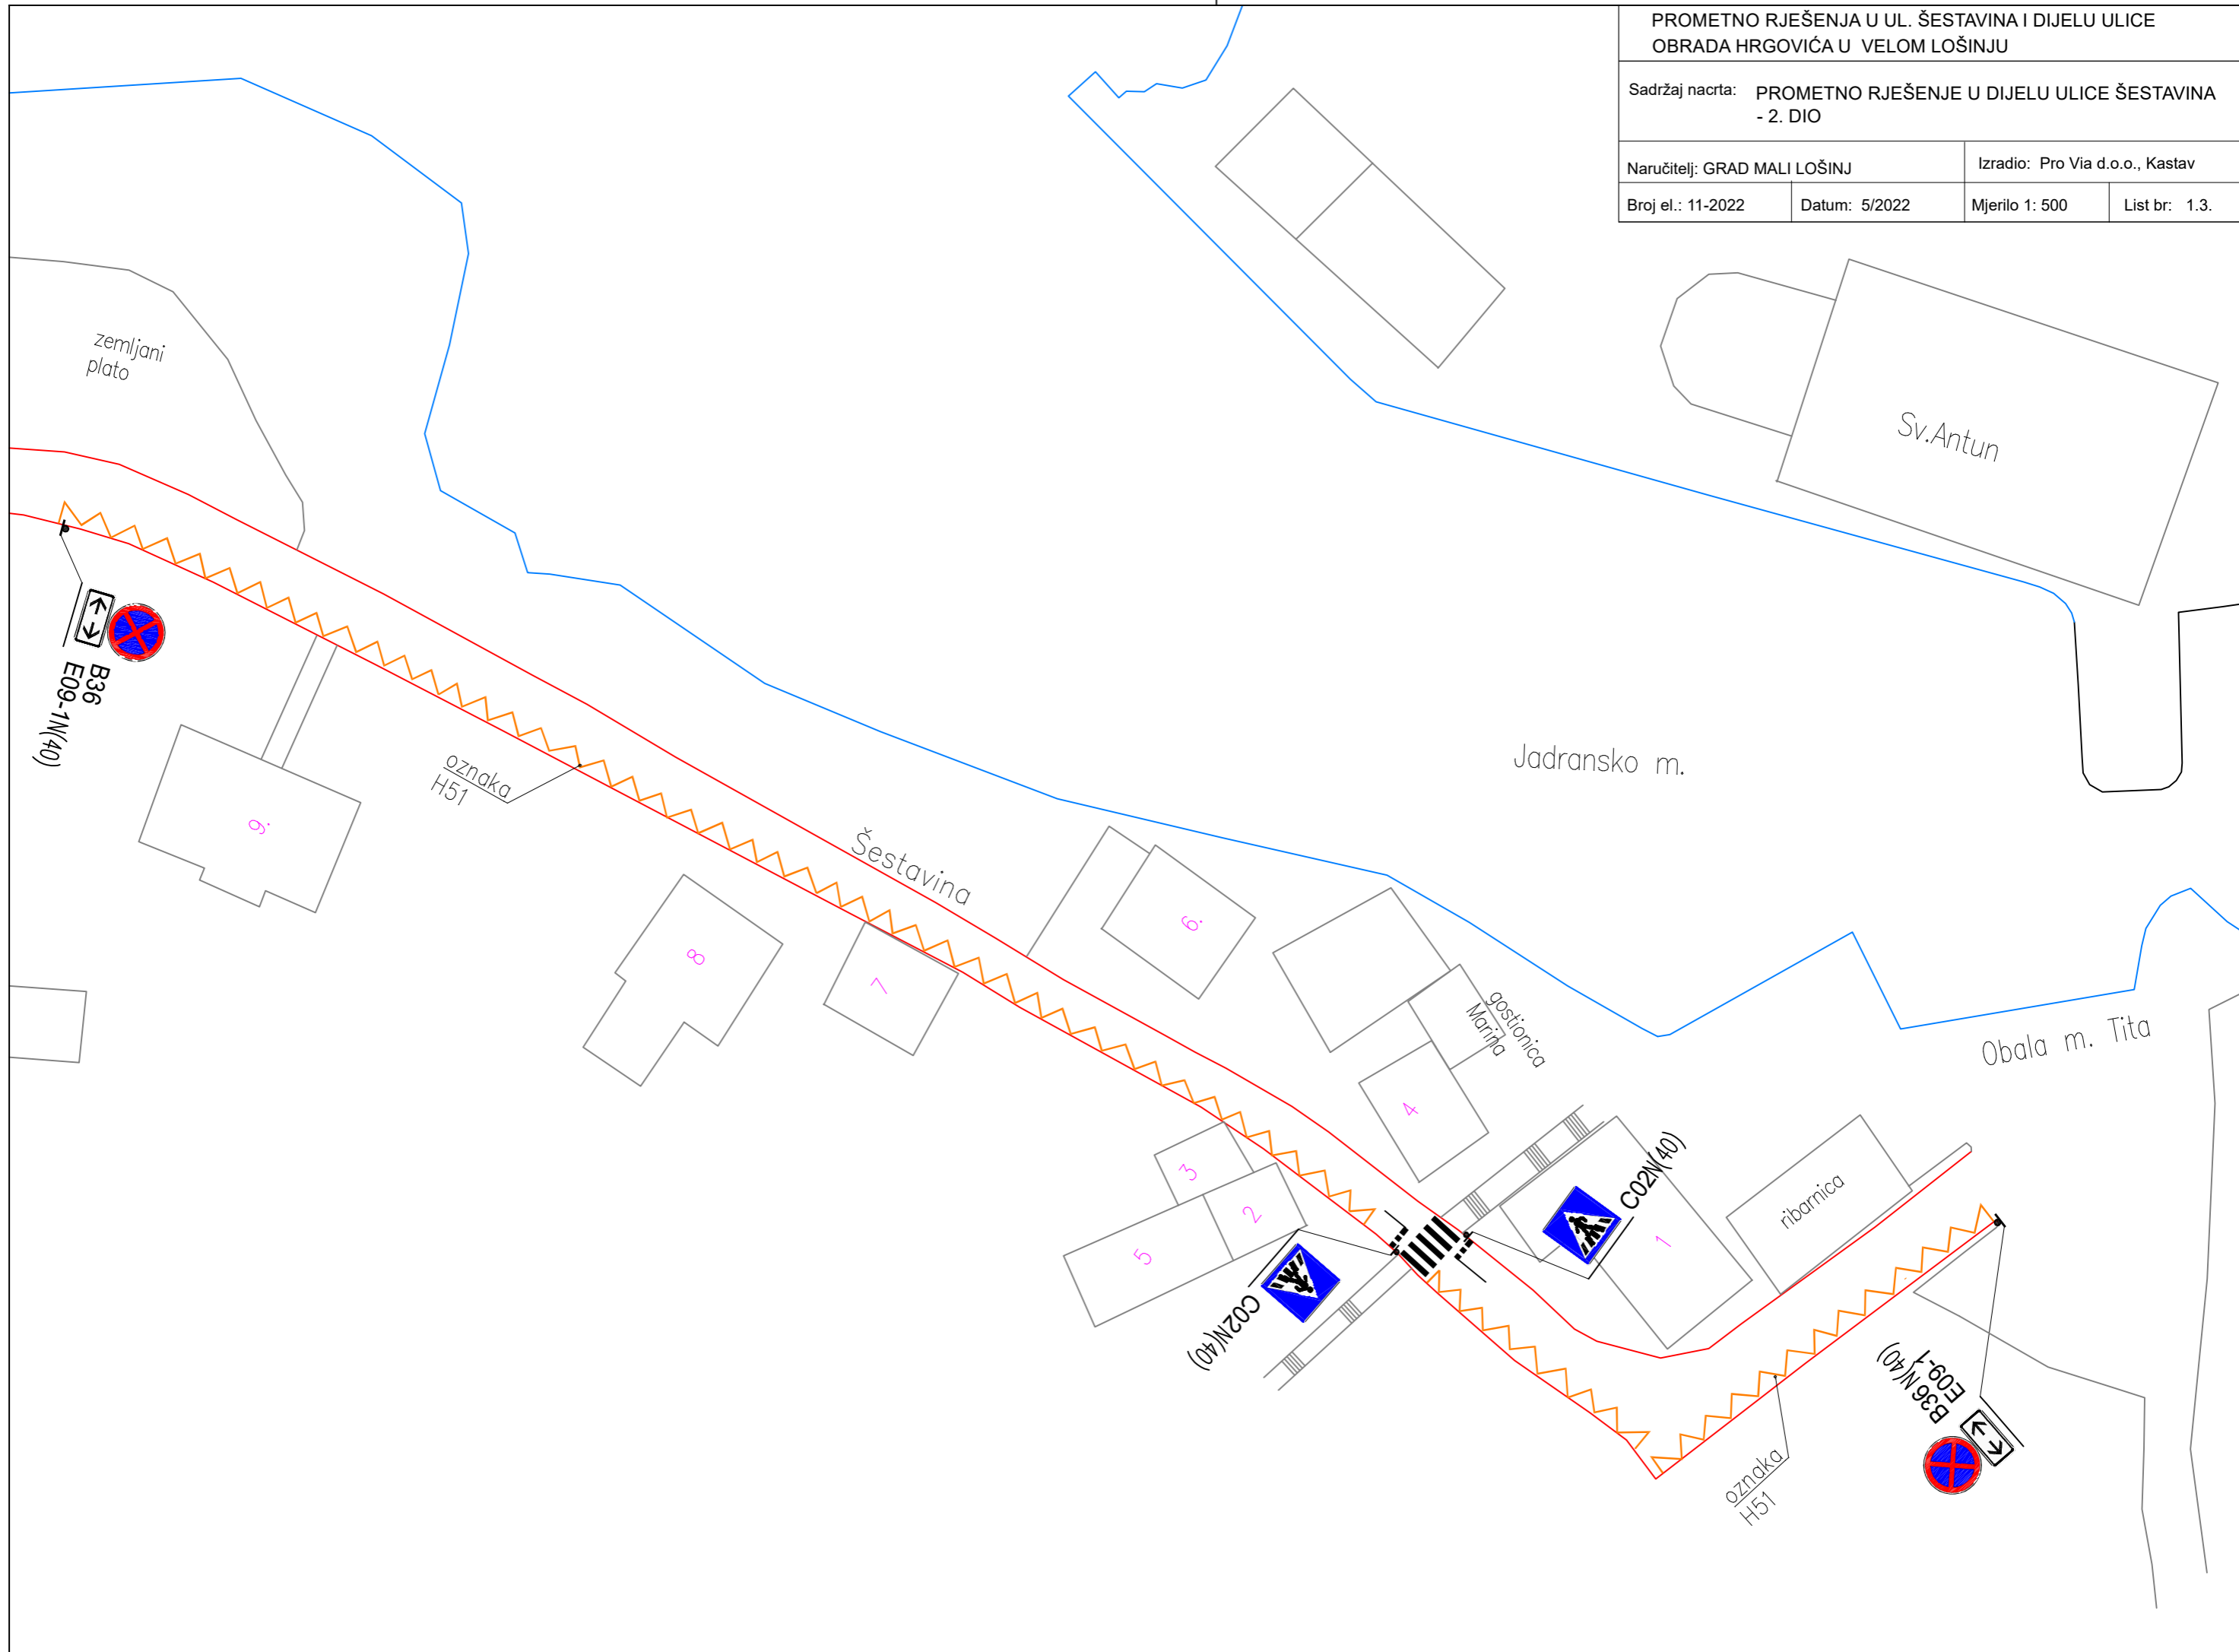 PROMETNO RJEŠENJA U UL. ŠESTAVINA I DIJELU ULICE
OBRADA HRGOVIĆA U VELOM LOŠINJU
Sadržaj nacrta: PROMETNO RJEŠENJE U DIJELU ULICE ŠESTAVINA
- 2. DIO
Naručitelj: GRAD MALI LOŠINJ
Izradio: Pro Via d.o.o., Kastav
Broj el.: 11-2022
Datum: 5/2022
Mjerilo 1: 500
List br: 1.3.
zemljani
plato
Sv.Antun
B36
E09-1N(40)
oznaka
H51
Jadransko m.
Šestavina
9.
8
7
6.
gostionica
Marina
4
Obala m. Tita
3
2
5
C02N(40)
C02N(40)
1
ribarnica
E09-1
B36N(40)
oznaka
H51